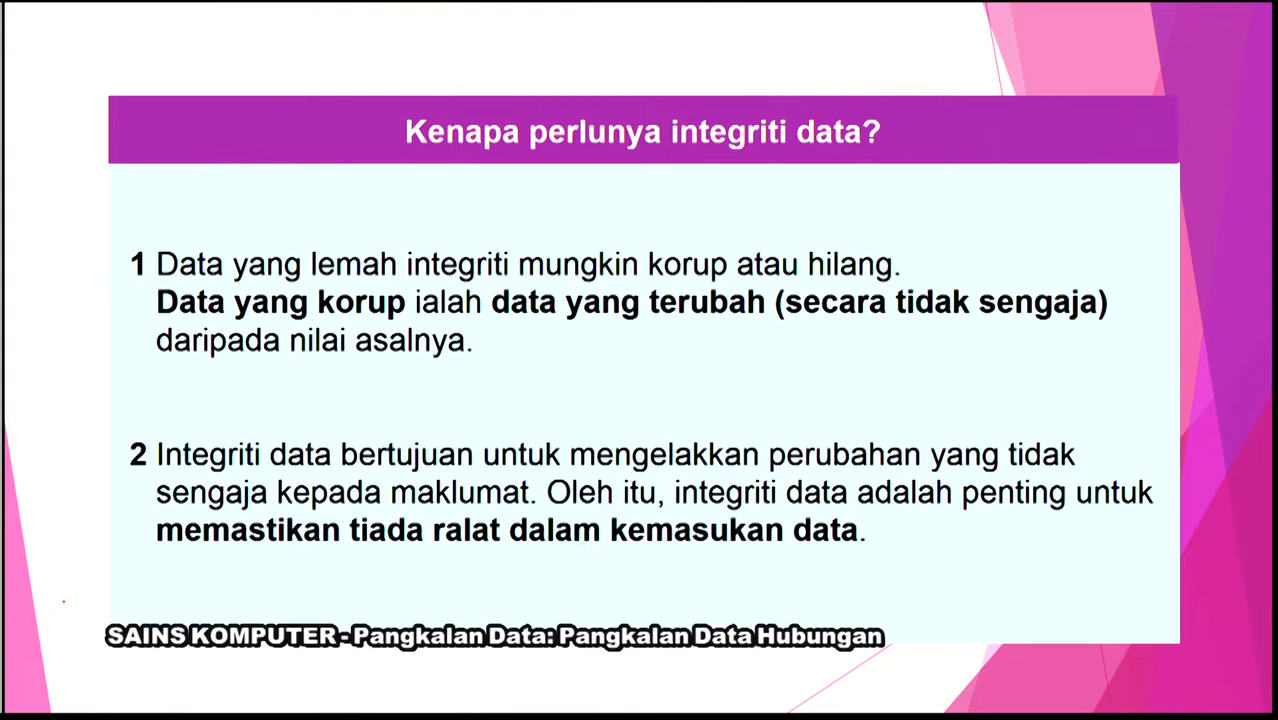 Kenapa perlunya integriti data?
1 Data yang lemah integriti mungkin korup atau hilang.
Data yang korup ialah data yang terubah (secara tidak sengaja)
daripada nilai asalnya.
2 Integriti data bertujuan untuk mengelakkan perubahan yang tidak
sengaja kepada maklumat. Oleh itu, integriti data adalah penting untuk
memastikan tiada ralat dalam kemasukan data.
SAINS KOMPUTER - Pangkalan Data: Pangkalan Data Hubungan